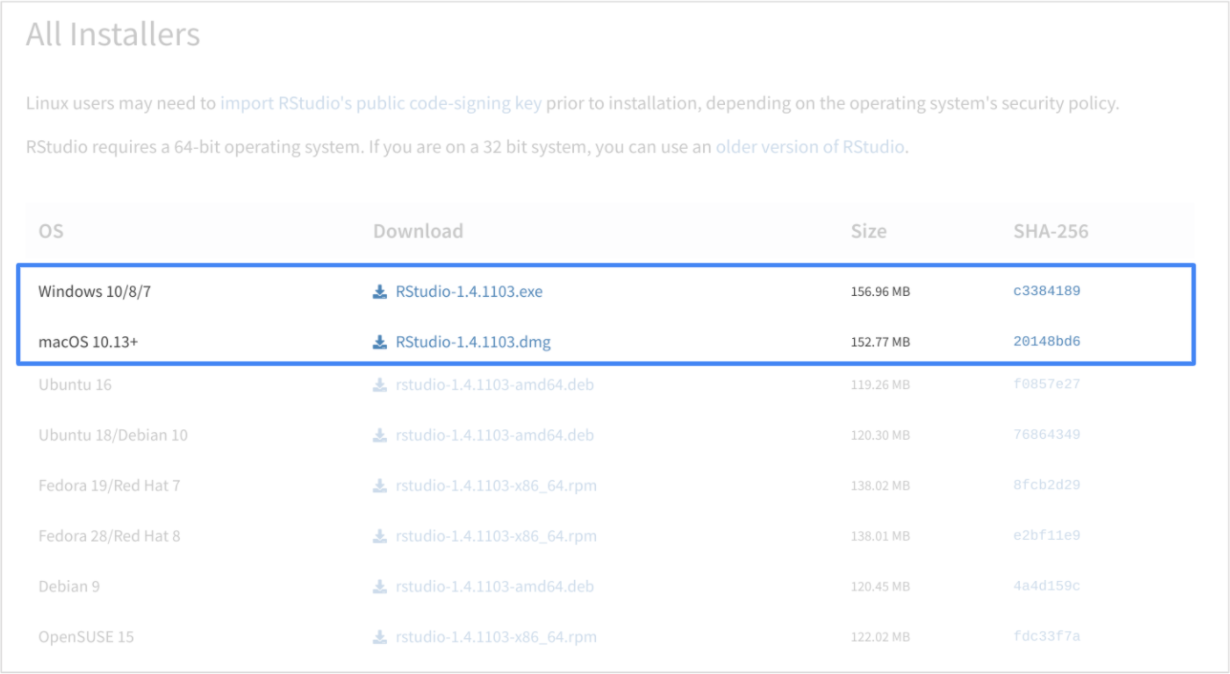 All Installers
Linux users may need to import RStudio's public code-signing key prior to installation, depending on the operating system's security policy.
RStudio requires a 64-bit operating system. If you are on a 32 bit system, you can use an older version of RStudio.
OS Download Size SHA-256
Windows 10/8/7 RStudio-1.4.1103.exe 156.96 MB c3384189
macOS 10.13+ RStudio-1.4.1103.dmg 152.77 MB 20148bd6
Ubuntu 16 rstudio-1.4.1103-amd64.deb 119.26 MB f0857e27
Ubuntu 18/Debian 10 rstudio-1.4.1103-amd64.deb 120.30 MB 76864349
Fedora 19/Red Hat 7 rstudio-1.4.1103-x86_64.rpm 138.02 MB 8fcb2d29
Fedora 28/Red Hat 8 rstudio-1.4.1103-x86_64.rpm 138.01 MB e2bf11e9
Debian 9 rstudio-1.4.1103-amd64.deb 120.45 MB 4a4d159c
OpenSUSE 15 rstudio-1.4.1103-x86_64.rpm 122.02 MB fdc33f7a